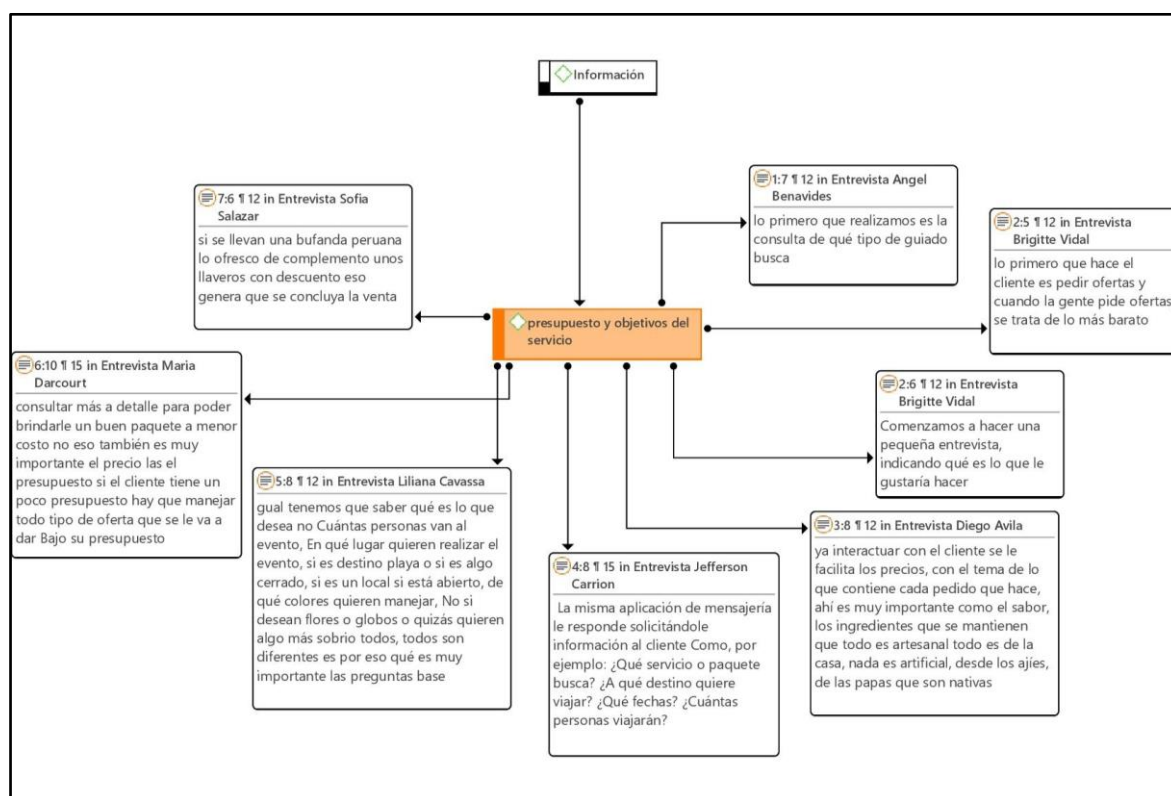 Información
7:6 ¶ 12 in Entrevista Sofia
Salazar
si se llevan una bufanda peruana
lo ofresco de complemento unos
llaveros con descuento eso
genera que se concluya la venta
1:7 ¶ 12 in Entrevista Angel
Benavides
lo primero que realizamos es la
consulta de qué tipo de guiado
busca
2:5 ¶ 12 in Entrevista
Brigitte Vidal
lo primero que hace el
cliente es pedir ofertas y
cuando la gente pide ofertas
se trata de lo más barato
presupuesto y objetivos del
servicio
6:10 ¶ 15 in Entrevista Maria
Darcourt
consultar más a detalle para poder
brindarle un buen paquete a menor
costo no eso también es muy
importante el precio las el
presupuesto si el cliente tiene un
poco presupuesto hay que manejar
todo tipo de oferta que se le va a
dar Bajo su presupuesto
2:6 ¶ 12 in Entrevista
Brigitte Vidal
Comenzamos a hacer una
pequeña entrevista,
indicando qué es lo que le
gustaría hacer
5:8 ¶ 12 in Entrevista Liliana Cavassa
gual tenemos que saber qué es lo que
desea no Cuántas personas van al
evento, En qué lugar quieren realizar el
evento, si es destino playa o si es algo
cerrado, si es un local si está abierto, de
qué colores quieren manejar, No si
desean flores o globos o quizás quieren
algo más sobrio todos, todos son
diferentes es por eso qué es muy
importante las preguntas base
4:8 ¶ 15 in Entrevista Jefferson
Carrion
La misma aplicación de mensajería
le responde solicitándole
información al cliente Como, por
ejemplo: ¿Qué servicio o paquete
busca? ¿A qué destino quiere
viajar? ¿Qué fechas? ¿Cuántas
personas viajarán?
3:8 ¶ 12 in Entrevista Diego Avila
ya interactuar con el cliente se le
facilita los precios, con el tema de lo
que contiene cada pedido que hace,
ahí es muy importante como el sabor,
los ingredientes que se mantienen
que todo es artesanal todo es de la
casa, nada es artificial, desde los ajíes,
de las papas que son nativas